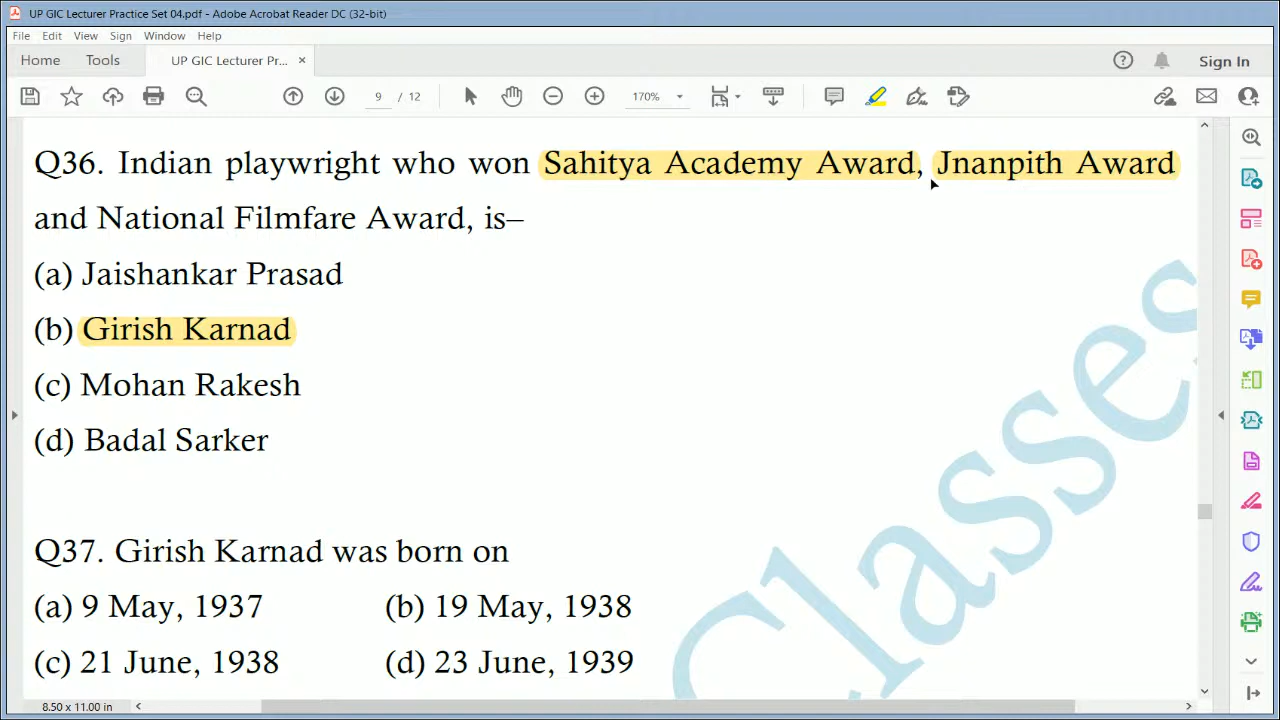 UP GIC Lecturer Practice Set 04.pdf - Adobe Acrobat Reader DC (32-bit)
File Edit View Sign Window Help
Home Tools UP GIC Lecturer Pr... × Sign In
9 / 12 170%
Q36. Indian playwright who won Sahitya Academy Award, Jnanpith Award
and National Filmfare Award, is–
(a) Jaishankar Prasad
(b) Girish Karnad
(c) Mohan Rakesh
(d) Badal Sarker
Q37. Girish Karnad was born on
(a) 9 May, 1937 (b) 19 May, 1938
(c) 21 June, 1938 (d) 23 June, 1939
Classes
8.50 x 11.00 in